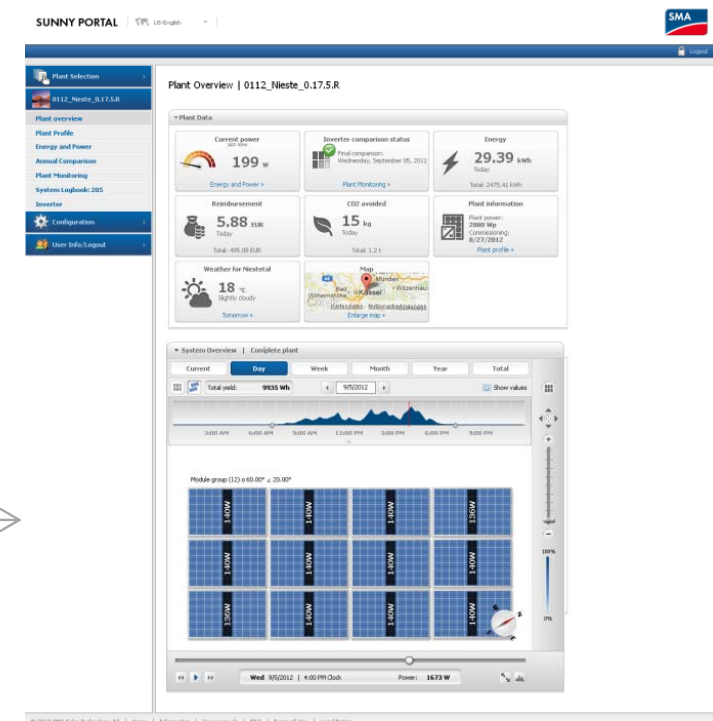 SUNNY PORTAL
US-English
SMA
Logout
Plant Selection
0112_Nieste_0.17.5.R
Plant overview
Plant Profile
Energy and Power
Annual Comparison
Plant Monitoring
System Logbook: 205
Inverter
Configuration
User Info/Logout
Plant Overview | 0112_Nieste_0.17.5.R
Plant Data
Current power
199 W
Energy and Power »
Inverter comparison status
Final comparison:
Wednesday, September 05, 2012
Plant Monitoring »
Energy
29.39 kWh
Today
Total: 2475.41 kWh
Reimbursement
5.88 EUR
Today
Total: 495.08 EUR
CO2 avoided
15 kg
Today
Total: 1.2 t
Plant information
Plant power:
2880 Wp
Commissioning:
8/27/2012
Plant profile »
Weather for Niestetal
18 °C
Slightly cloudy
Tomorrow »
Map
Münden
Bad Wilhelmshöhe
Kassel
Witzenhau
Kartendaten - Nutzungsbedingungen
Enlarge map »
System Overview | Complete plant
Current Day Week Month Year Total
Total yield: 9935 Wh
9/5/2012
Show values
3:00 AM 6:00 AM 9:00 AM 12:00 PM 3:00 PM 6:00 PM 9:00 PM
Module group (12) α 60.00° ∠ 20.00°
140W 140W 140W 136W
140W 140W 140W 140W
136W 140W 140W 140W
100%
0%
Wed 9/5/2012 | 4:00 PM Clock Power: 1673 W